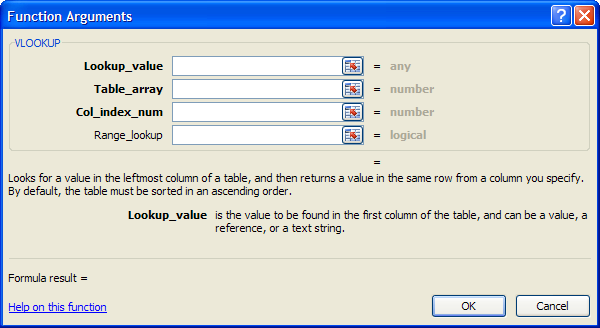 Function Arguments
VLOOKUP
Lookup_value = any
Table_array = number
Col_index_num = number
Range_lookup = logical
=
Looks for a value in the leftmost column of a table, and then returns a value in the same row from a column you specify.
By default, the table must be sorted in an ascending order.
Lookup_value is the value to be found in the first column of the table, and can be a value, a
reference, or a text string.
Formula result =
Help on this function
OK Cancel